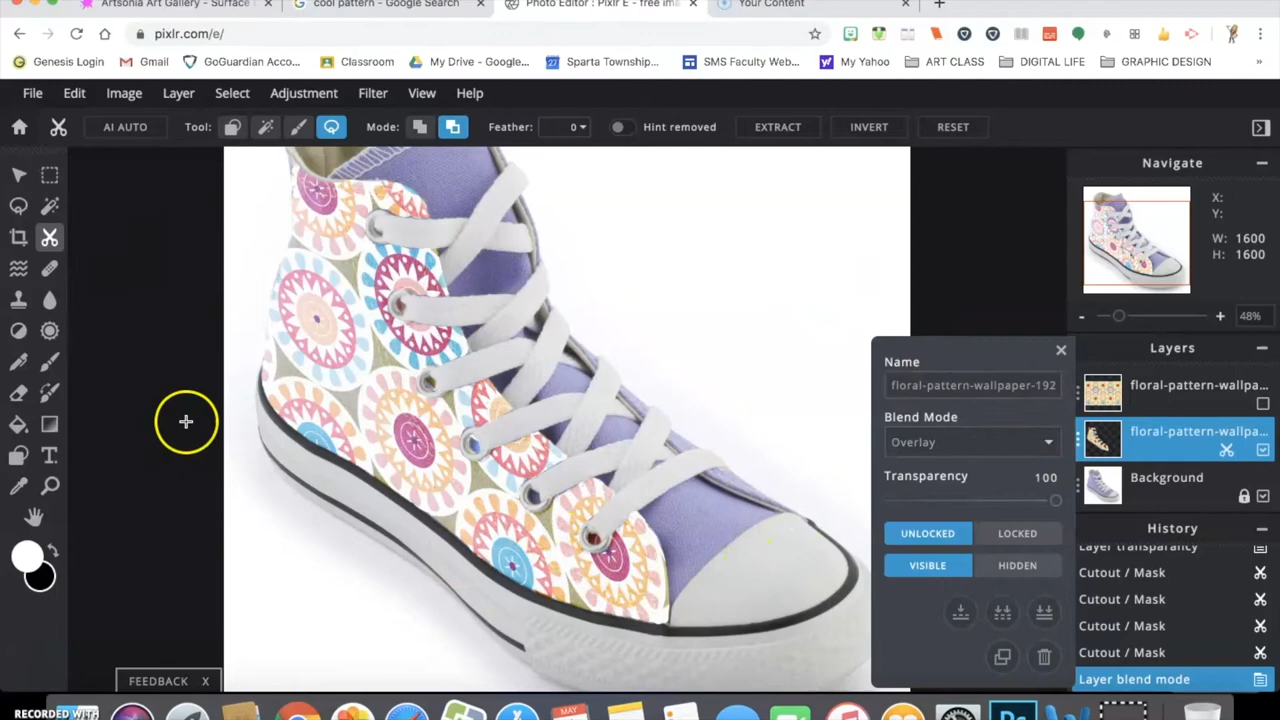 Artsonia Art Gallery - Surface
cool pattern - Google Search
Photo Editor : Pixlr E - free ima
Your Content
pixlr.com/e/
Genesis Login
Gmail
GoGuardian Acco...
Classroom
My Drive - Google...
27
Sparta Township...
SMS Faculty Web...
My Yahoo
ART CLASS
DIGITAL LIFE
GRAPHIC DESIGN
»
File
Edit
Image
Layer
Select
Adjustment
Filter
View
Help
AI AUTO
Tool:
Mode:
Feather:
0
Hint removed
EXTRACT
INVERT
RESET
Navigate
X:
Y:
W: 1600
H: 1600
- + 48%
Layers
floral-pattern-wallpa...
floral-pattern-wallpa...
Background
History
Layer transparancy
Cutout / Mask
Cutout / Mask
Cutout / Mask
Cutout / Mask
Layer blend mode
Name
floral-pattern-wallpaper-192
Blend Mode
Overlay
Transparency 100
UNLOCKED
LOCKED
VISIBLE
HIDDEN
FEEDBACK X
RECORDED WITH
MAY
Ps